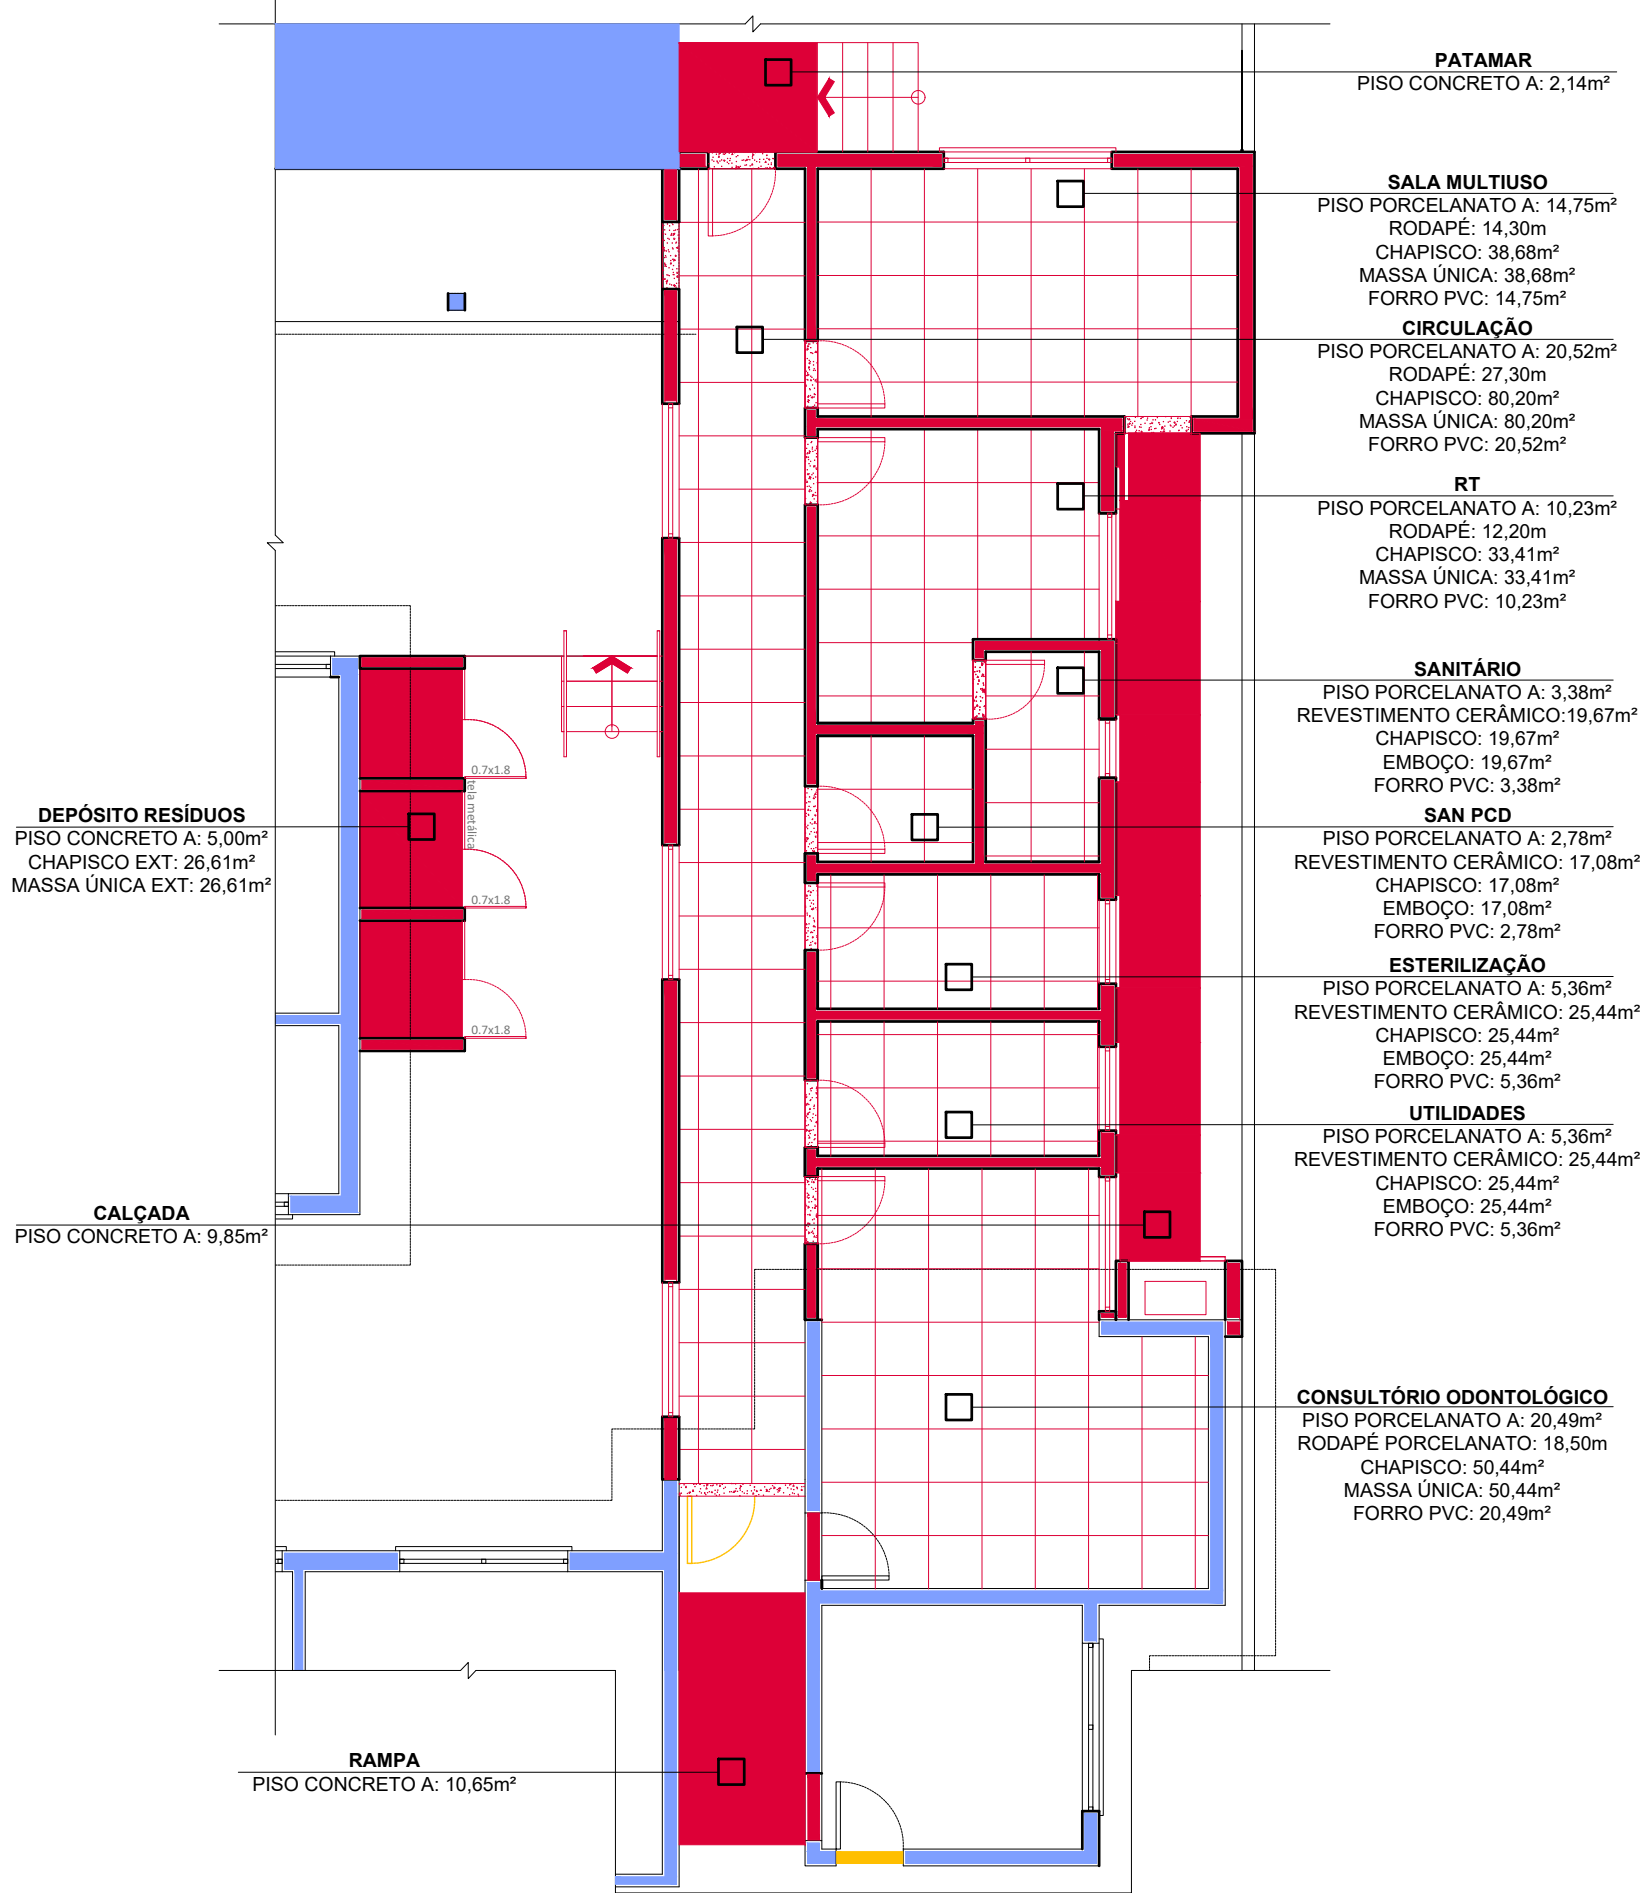 PATAMAR
PISO CONCRETO A: 2,14m²
SALA MULTIUSO
PISO PORCELANATO A: 14,75m²
RODAPÉ: 14,30m
CHAPISCO: 38,68m²
MASSA ÚNICA: 38,68m²
FORRO PVC: 14,75m²
CIRCULAÇÃO
PISO PORCELANATO A: 20,52m²
RODAPÉ: 27,30m
CHAPISCO: 80,20m²
MASSA ÚNICA: 80,20m²
FORRO PVC: 20,52m²
RT
PISO PORCELANATO A: 10,23m²
RODAPÉ: 12,20m
CHAPISCO: 33,41m²
MASSA ÚNICA: 33,41m²
FORRO PVC: 10,23m²
SANITÁRIO
PISO PORCELANATO A: 3,38m²
REVESTIMENTO CERÂMICO:19,67m²
CHAPISCO: 19,67m²
EMBOÇO: 19,67m²
FORRO PVC: 3,38m²
SAN PCD
PISO PORCELANATO A: 2,78m²
REVESTIMENTO CERÂMICO: 17,08m²
CHAPISCO: 17,08m²
EMBOÇO: 17,08m²
FORRO PVC: 2,78m²
ESTERILIZAÇÃO
PISO PORCELANATO A: 5,36m²
REVESTIMENTO CERÂMICO: 25,44m²
CHAPISCO: 25,44m²
EMBOÇO: 25,44m²
FORRO PVC: 5,36m²
UTILIDADES
PISO PORCELANATO A: 5,36m²
REVESTIMENTO CERÂMICO: 25,44m²
CHAPISCO: 25,44m²
EMBOÇO: 25,44m²
FORRO PVC: 5,36m²
CONSULTÓRIO ODONTOLÓGICO
PISO PORCELANATO A: 20,49m²
RODAPÉ PORCELANATO: 18,50m
CHAPISCO: 50,44m²
MASSA ÚNICA: 50,44m²
FORRO PVC: 20,49m²
DEPÓSITO RESÍDUOS
PISO CONCRETO A: 5,00m²
CHAPISCO EXT: 26,61m²
MASSA ÚNICA EXT: 26,61m²
0.7x1.8
tela metálica
0.7x1.8
0.7x1.8
CALÇADA
PISO CONCRETO A: 9,85m²
RAMPA
PISO CONCRETO A: 10,65m²